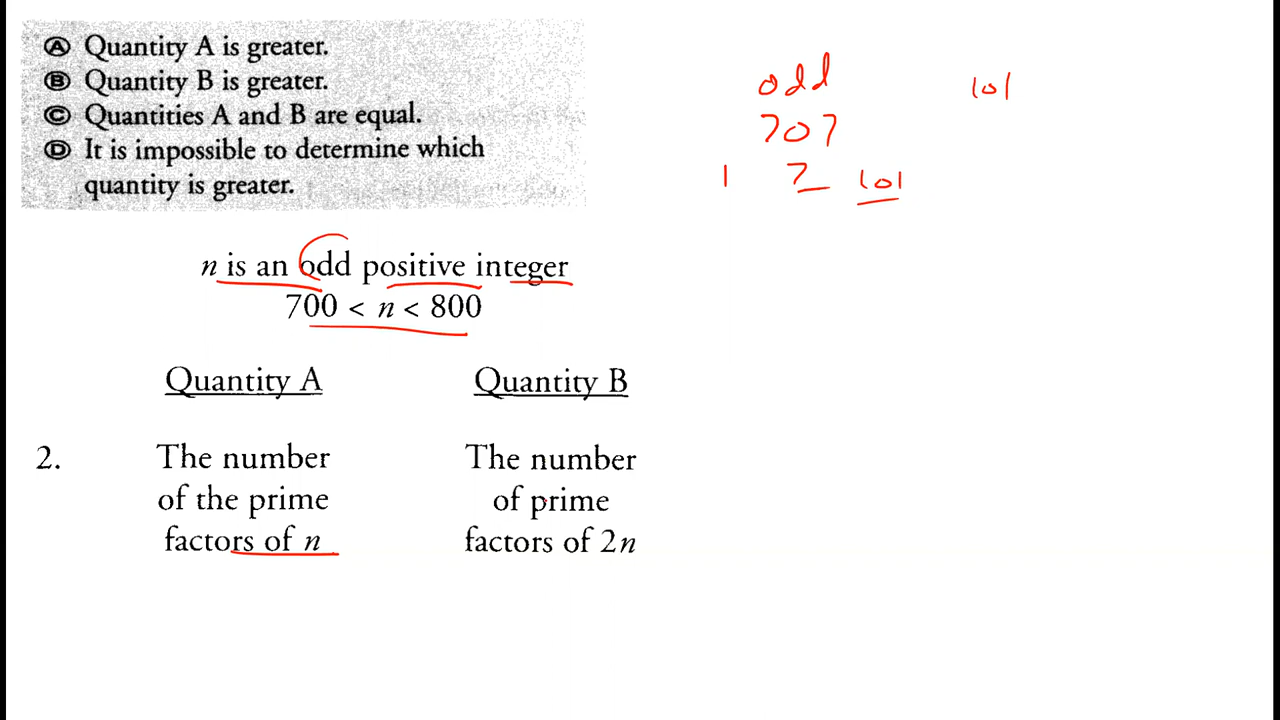 Ⓐ Quantity A is greater.
Ⓑ Quantity B is greater.
Ⓒ Quantities A and B are equal.
Ⓓ It is impossible to determine which
quantity is greater.
odd
101
707
1 7 101
n is an odd positive integer
700 < n < 800
Quantity A Quantity B
2. The number The number
of the prime of prime
factors of n factors of 2n